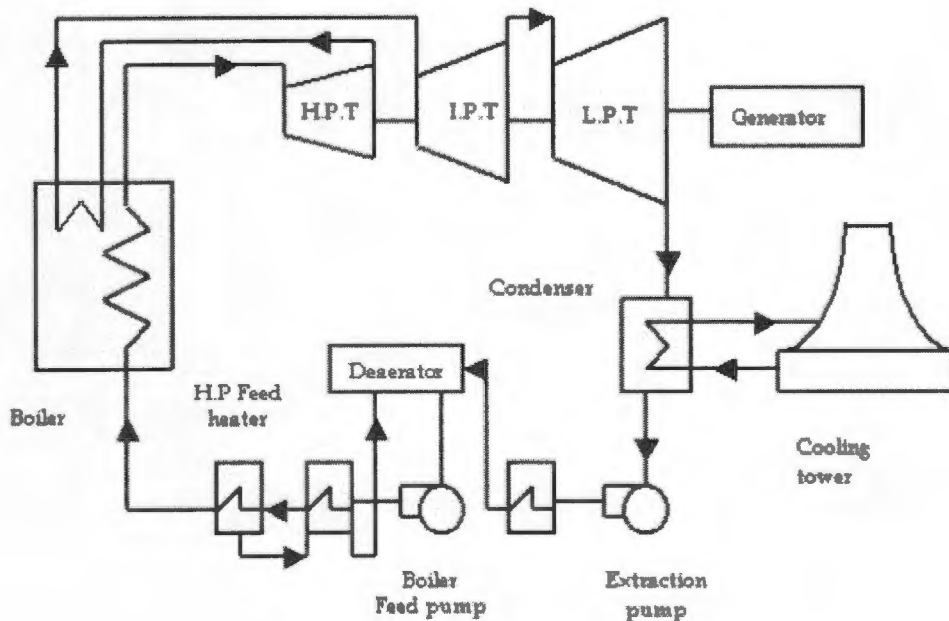 H.P.T
I.P.T
L.P.T
Generator
Condenser
Deaerator
H.P Feed
heater
Boiler
Cooling
tower
Boiler
Feed pump
Extraction
pump